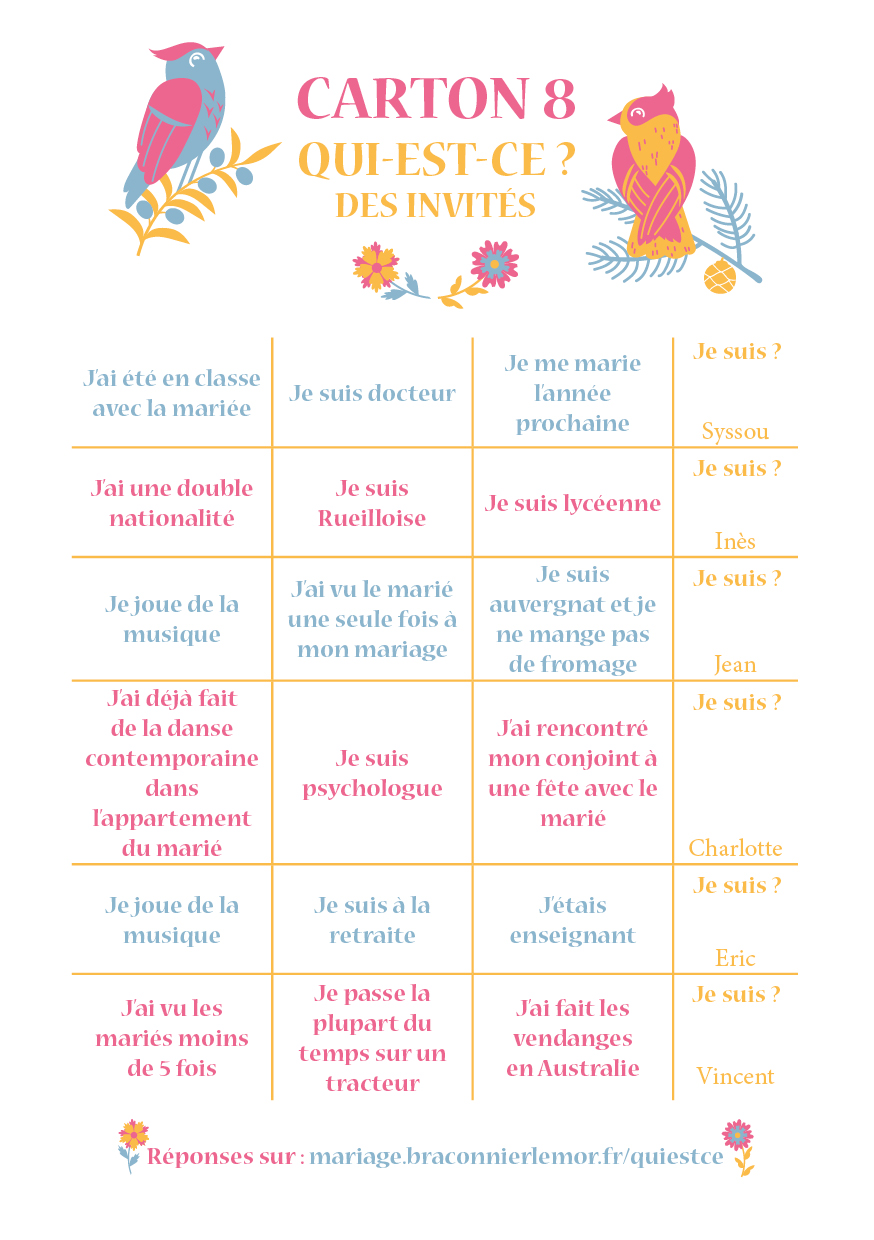 CARTON 8
QUI-EST-CE ?
DES INVITÉS
J'ai été en classe
avec la mariée
Je suis docteur
Je me marie
l'année
prochaine
Je suis ?
Syssou
J'ai une double
nationalité
Je suis
Rueilloise
Je suis lycéenne
Je suis ?
Inès
Je joue de la
musique
J'ai vu le marié
une seule fois à
mon mariage
Je suis
auvergnat et je
ne mange pas
de fromage
Je suis ?
Jean
J'ai déjà fait
de la danse
contemporaine
dans
l'appartement
du marié
Je suis
psychologue
J'ai rencontré
mon conjoint à
une fête avec le
marié
Je suis ?
Charlotte
Je joue de la
musique
Je suis à la
retraite
J'étais
enseignant
Je suis ?
Eric
J'ai vu les
mariés moins
de 5 fois
Je passe la
plupart du
temps sur un
tracteur
J'ai fait les
vendanges
en Australie
Je suis ?
Vincent
Réponses sur : mariage.braconnierlemor.fr/quiestce